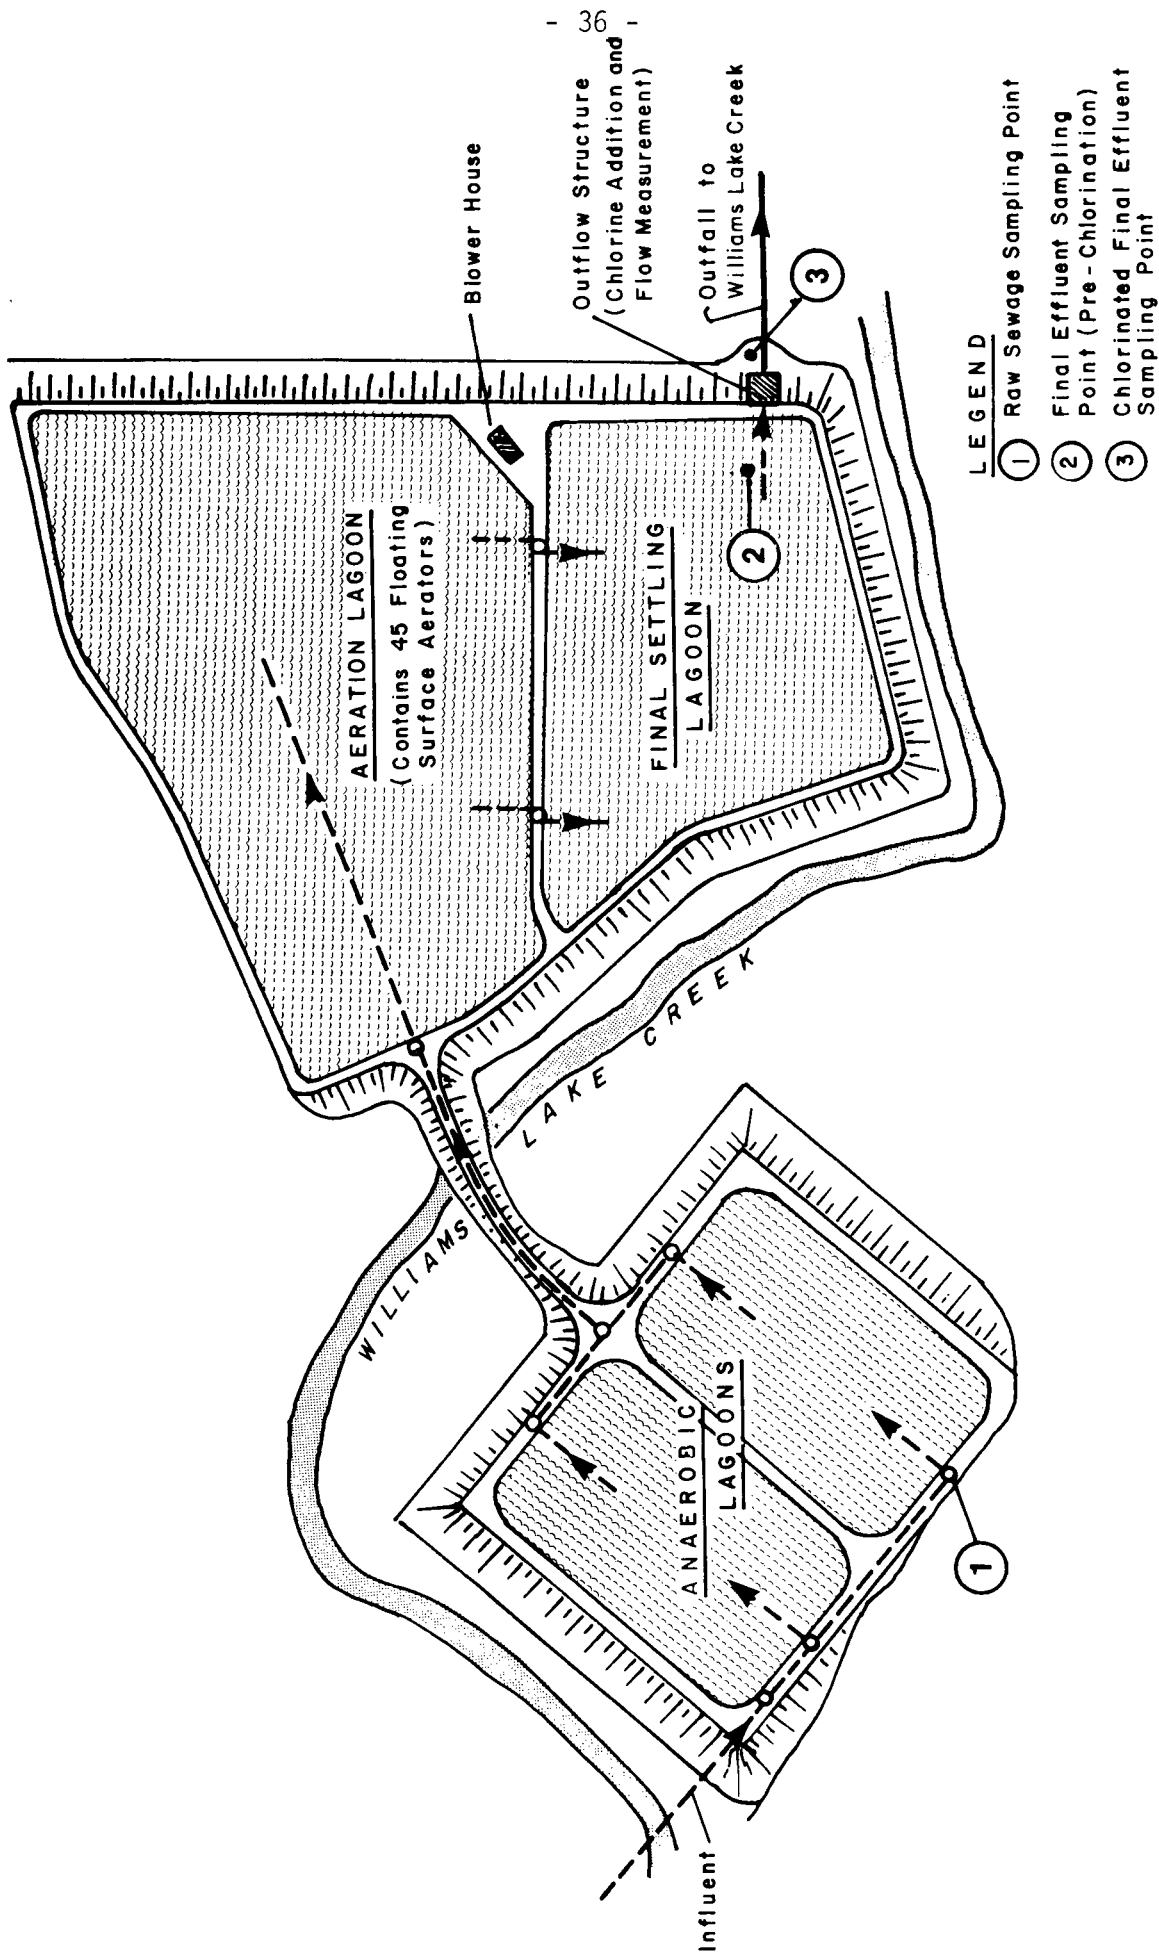 - 36 -
Blower House
Outflow Structure
(Chlorine Addition and
Flow Measurement)
Outfall to
Williams Lake Creek
3
AERATION LAGOON
(Contains 45 Floating
Surface Aerators)
FINAL SETTLING
LAGOON
2
WILLIAMS
LAKE CREEK
ANAEROBIC
LAGOONS
1
Influent
LEGEND
1 Raw Sewage Sampling Point
2 Final Effluent Sampling
Point (Pre-Chlorination)
3 Chlorinated Final Effluent
Sampling Point